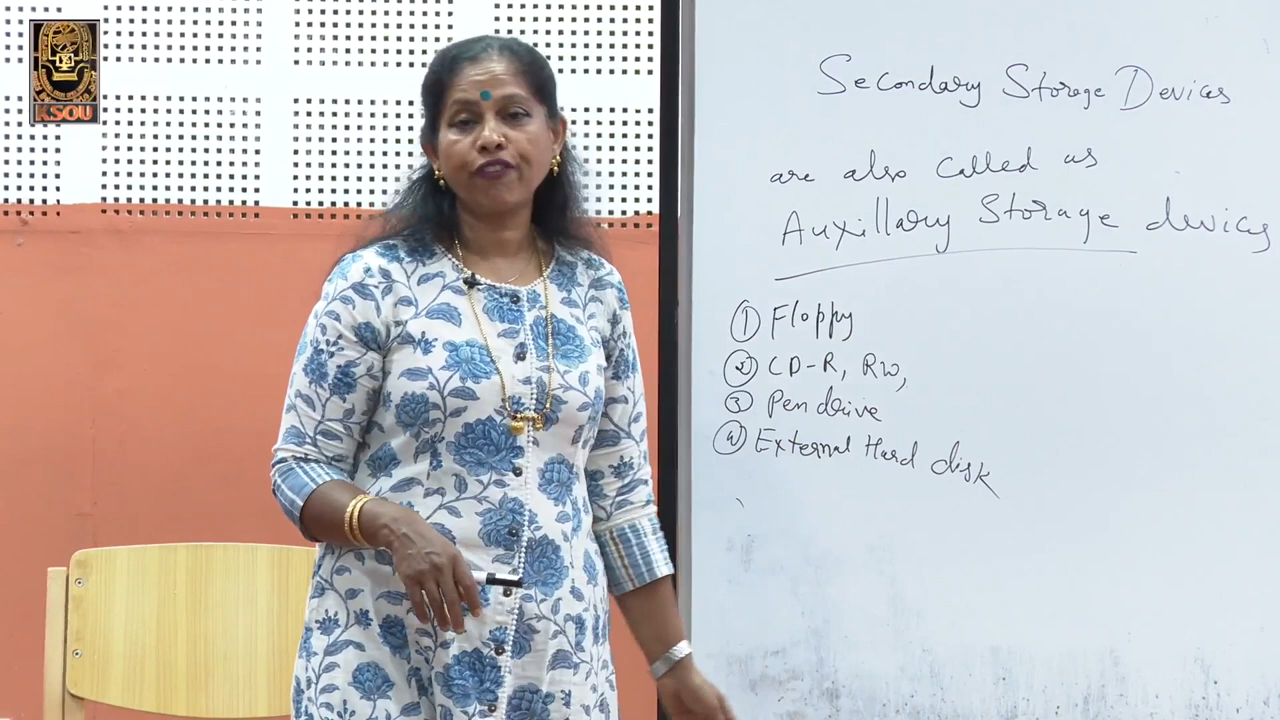 KSOU
Secondary Storage Devices
are also called as
Auxillary Storage devices
① Floppy
② CD-R, RW,
③ Pen drive
④ External Hard disk